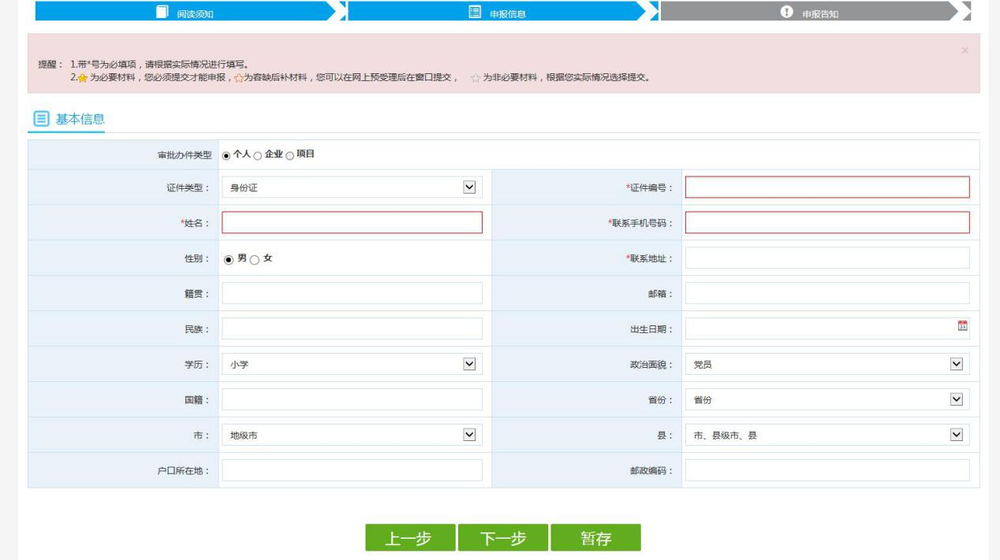 阅读须知 申报信息 申报告知
×
提醒： 1.带*号为必填项，请根据实际情况进行填写。
2. 为必要材料，您必须提交才能申报， 为容缺后补材料，您可以在网上预受理后在窗口提交， 为非必要材料，根据您实际情况选择提交。
基本信息
审批办件类型 个人 企业 项目
证件类型： 身份证 *证件编号：
*姓名： *联系手机号码：
性别： 男 女 *联系地址：
籍贯： 邮箱：
民族： 出生日期： 31
学历： 小学 政治面貌： 党员
国籍： 省份： 省份
市： 地级市 县： 市、县级市、县
户口所在地： 邮政编码：
上一步 下一步 暂存